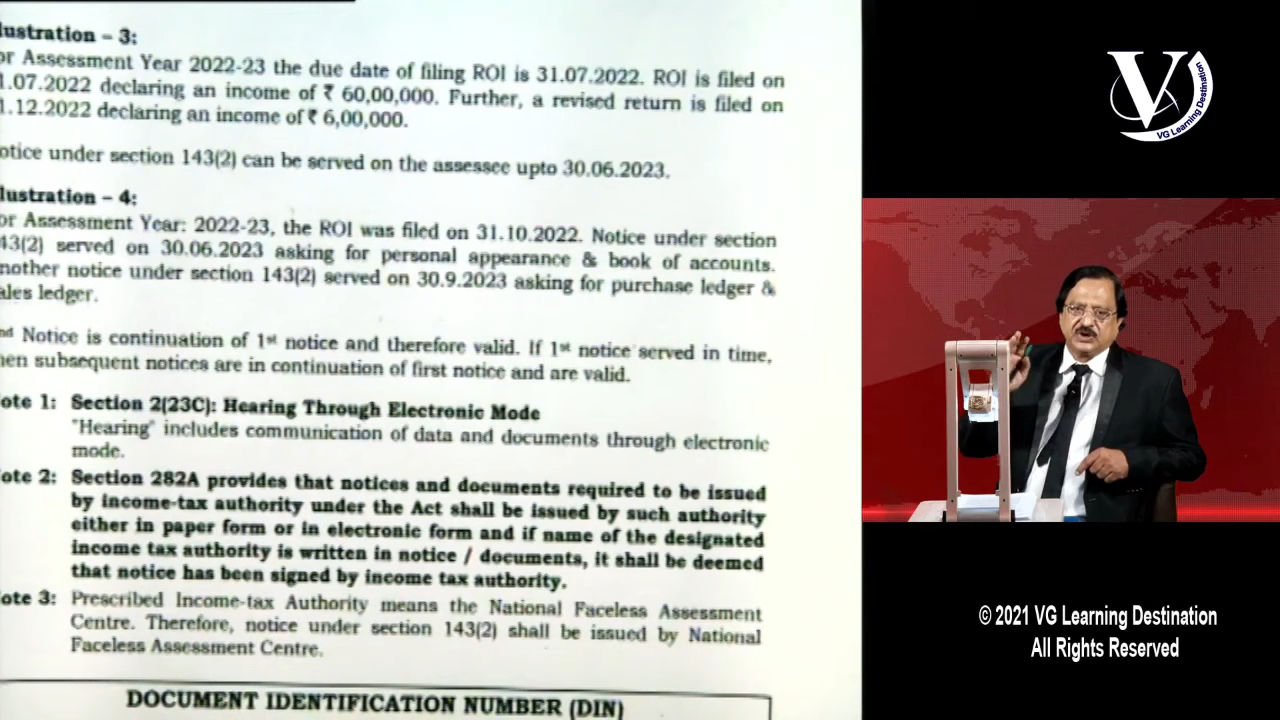 lustration – 3:
or Assessment Year 2022-23 the due date of filing ROI is 31.07.2022. ROI is filed on
1.07.2022 declaring an income of ₹ 60,00,000. Further, a revised return is filed on
1.12.2022 declaring an income of ₹ 6,00,000.
otice under section 143(2) can be served on the assessee upto 30.06.2023.
lustration – 4:
or Assessment Year: 2022-23, the ROI was filed on 31.10.2022. Notice under section
43(2) served on 30.06.2023 asking for personal appearance & book of accounts.
nother notice under section 143(2) served on 30.9.2023 asking for purchase ledger &
ales ledger.
nd Notice is continuation of 1st notice and therefore valid. If 1st notice served in time,
hen subsequent notices are in continuation of first notice and are valid.
ote 1: Section 2(23C): Hearing Through Electronic Mode
"Hearing" includes communication of data and documents through electronic
mode.
ote 2: Section 282A provides that notices and documents required to be issued
by income-tax authority under the Act shall be issued by such authority
either in paper form or in electronic form and if name of the designated
income tax authority is written in notice / documents, it shall be deemed
that notice has been signed by income tax authority.
ote 3: Prescribed Income-tax Authority means the National Faceless Assessment
Centre. Therefore, notice under section 143(2) shall be issued by National
Faceless Assessment Centre.
DOCUMENT IDENTIFICATION NUMBER (DIN)
V
VG Learning Destination
© 2021 VG Learning Destination
All Rights Reserved